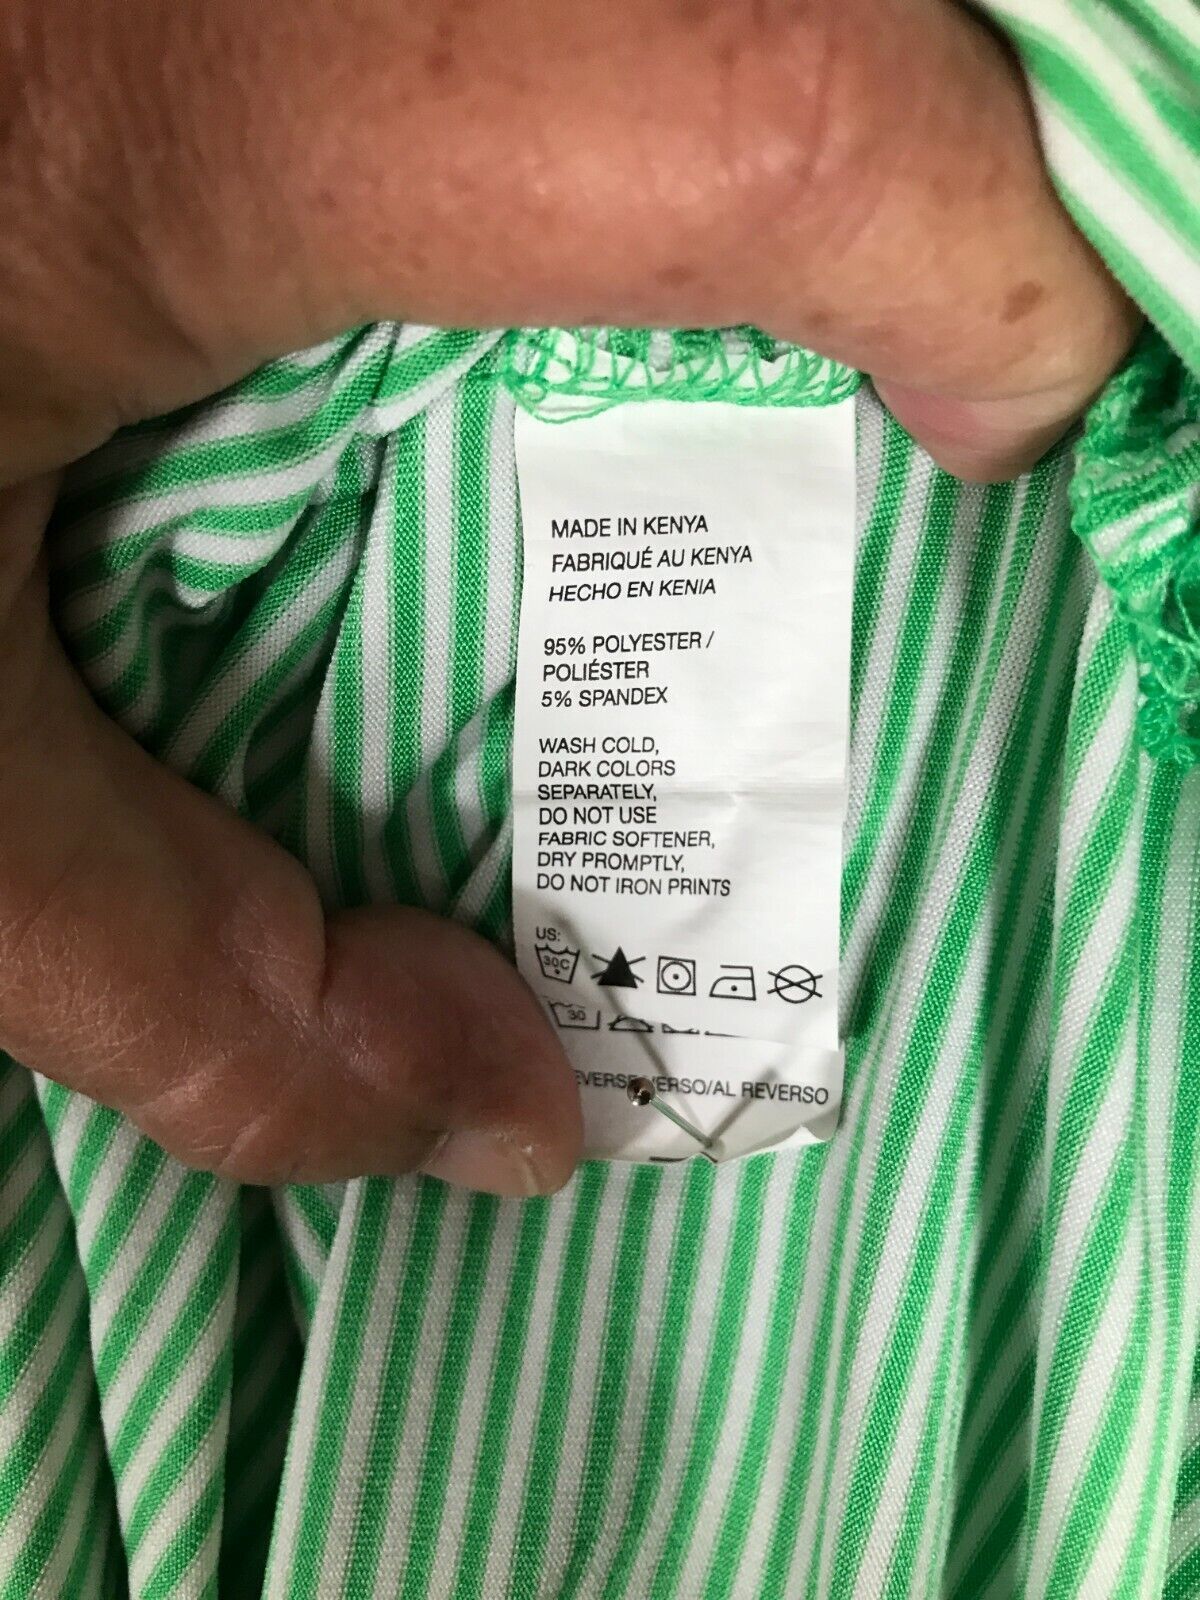 MADE IN KENYA
FABRIQUÉ AU KENYA
HECHO EN KENIA
95% POLYESTER /
POLIÉSTER
5% SPANDEX
WASH COLD,
DARK COLORS
SEPARATELY,
DO NOT USE
FABRIC SOFTENER,
DRY PROMPTLY,
DO NOT IRON PRINTS
US:
30C
30
/AL REVERSO